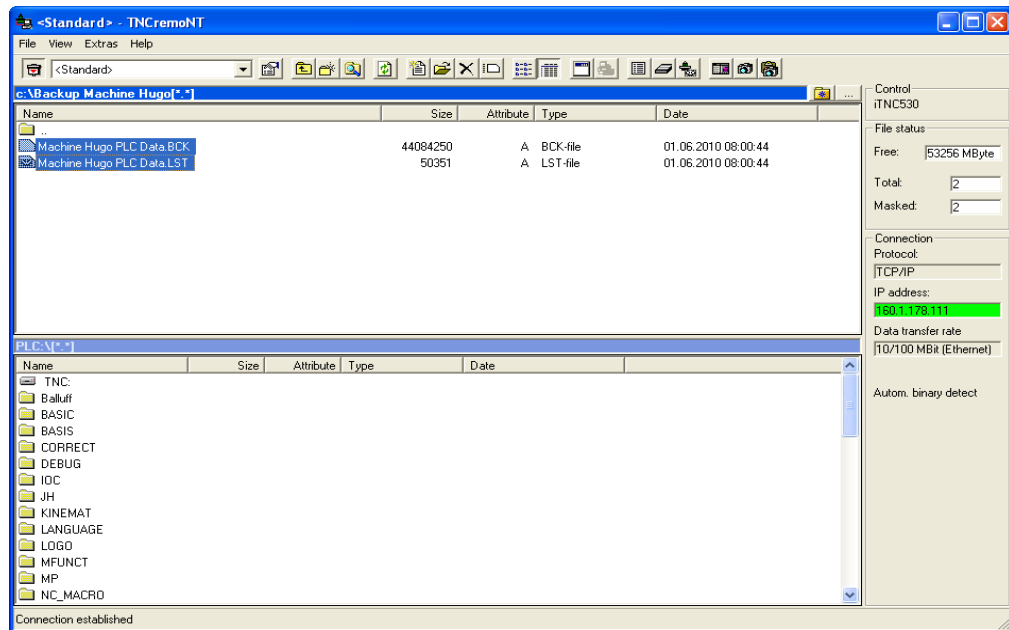 <Standard> - TNCremoNT
File View Extras Help
<Standard>
c:\Backup Machine Hugo[*.*]
...
Name Size Attribute Type Date
..
Machine Hugo PLC Data.BCK 44084250 A BCK-file 01.06.2010 08:00:44
Machine Hugo PLC Data.LST 50351 A LST-file 01.06.2010 08:00:44
PLC:\[*.*]
Name Size Attribute Type Date
TNC:
Balluff
BASIC
BASIS
CORRECT
DEBUG
IOC
JH
KINEMAT
LANGUAGE
LOGO
MFUNCT
MP
NC_MACRO
Control
iTNC530
File status
Free: 53256 MByte
Total: 2
Masked: 2
Connection
Protocol:
TCP/IP
IP address:
160.1.178.111
Data transfer rate
10/100 MBit (Ethernet)
Autom. binary detect
Connection established